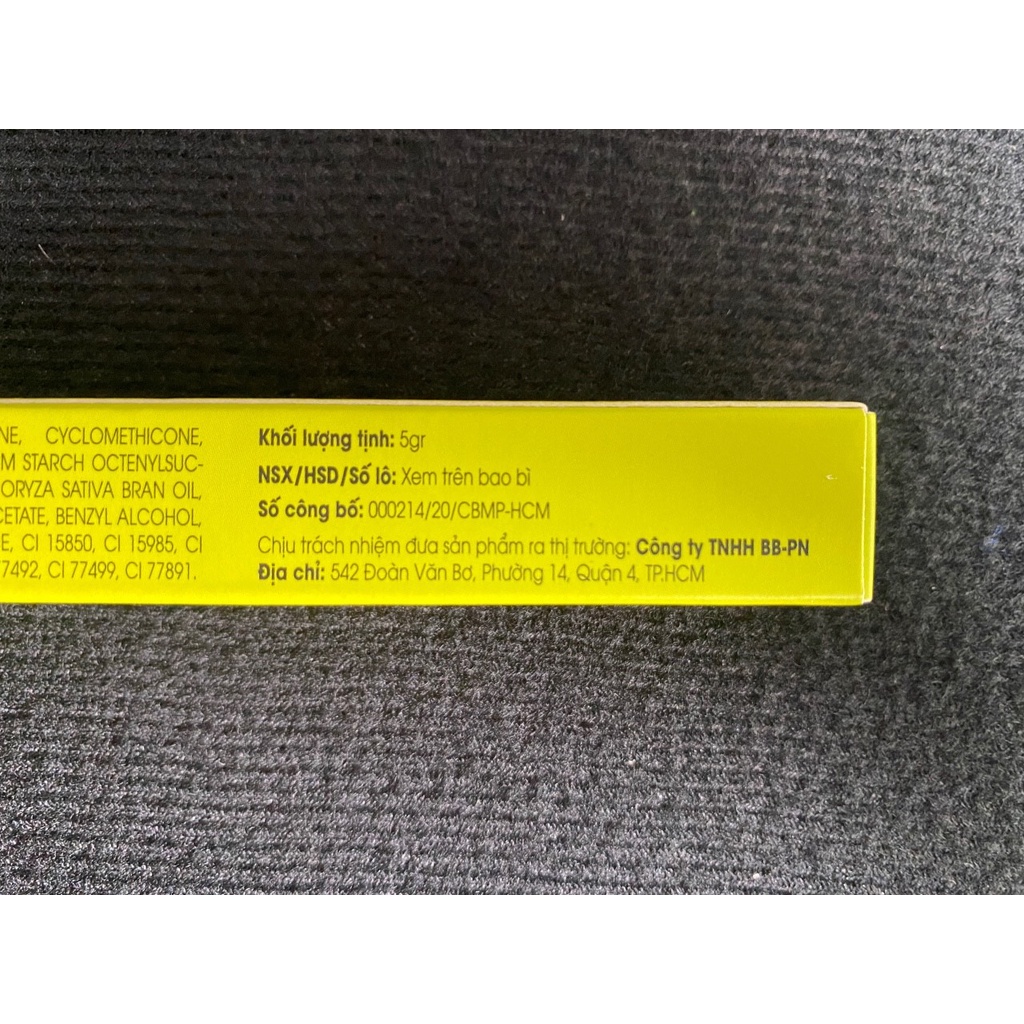 NE, CYCLOMETHICONE,
M STARCH OCTENYLSUC-
ORYZA SATIVA BRAN OIL,
CETATE, BENZYL ALCOHOL,
E, CI 15850, CI 15985, CI
77492, CI 77499, CI 77891.
Khối lượng tịnh: 5gr
NSX/HSD/Số lô: Xem trên bao bì
Số công bố: 000214/20/CBMP-HCM
Chịu trách nhiệm đưa sản phẩm ra thị trường: Công ty TNHH BB-PN
Địa chỉ: 542 Đoàn Văn Bơ, Phường 14, Quận 4, TP.HCM